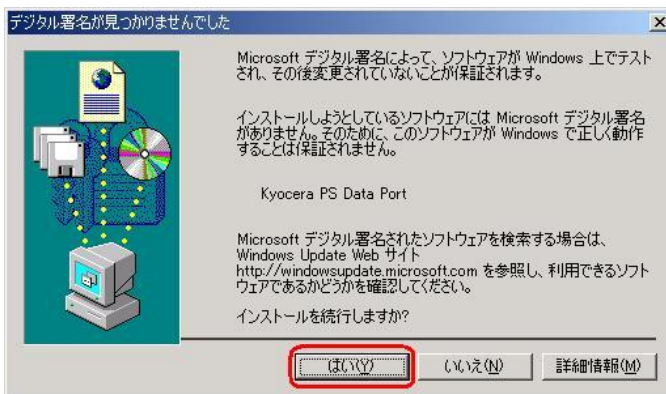 デジタル署名が見つかりませんでした
Microsoft デジタル署名によって、ソフトウェアが Windows 上でテスト
され、その後変更されていないことが保証されます。
インストールしようとしているソフトウェアには Microsoft デジタル署名
がありません。そのために、このソフトウェアが Windows で正しく動作
することは保証されません。
Kyocera PS Data Port
Microsoft デジタル署名されたソフトウェアを検索する場合は、
Windows Update Web サイト
http://windowsupdate.microsoft.com を参照し、利用できるソフト
ウェアであるかどうかを確認してください。
インストールを続行しますか?
はい(Y) いいえ(N) 詳細情報(M)